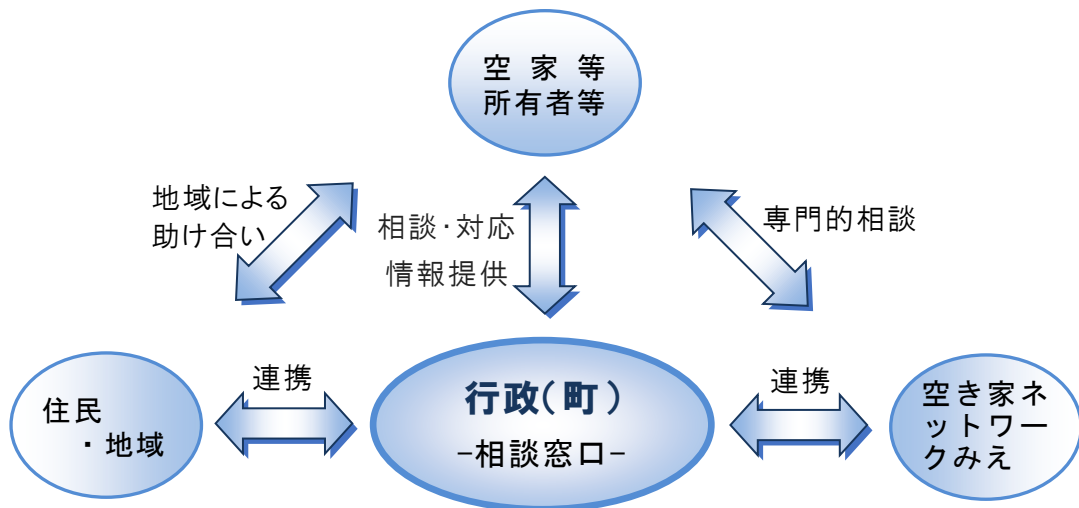 空家等
所有者等
地域による
助け合い
相談・対応
情報提供
専門的相談
連携
連携
住民
・地域
行政(町)
-相談窓口-
空き家ネ
ットワー
クみえ